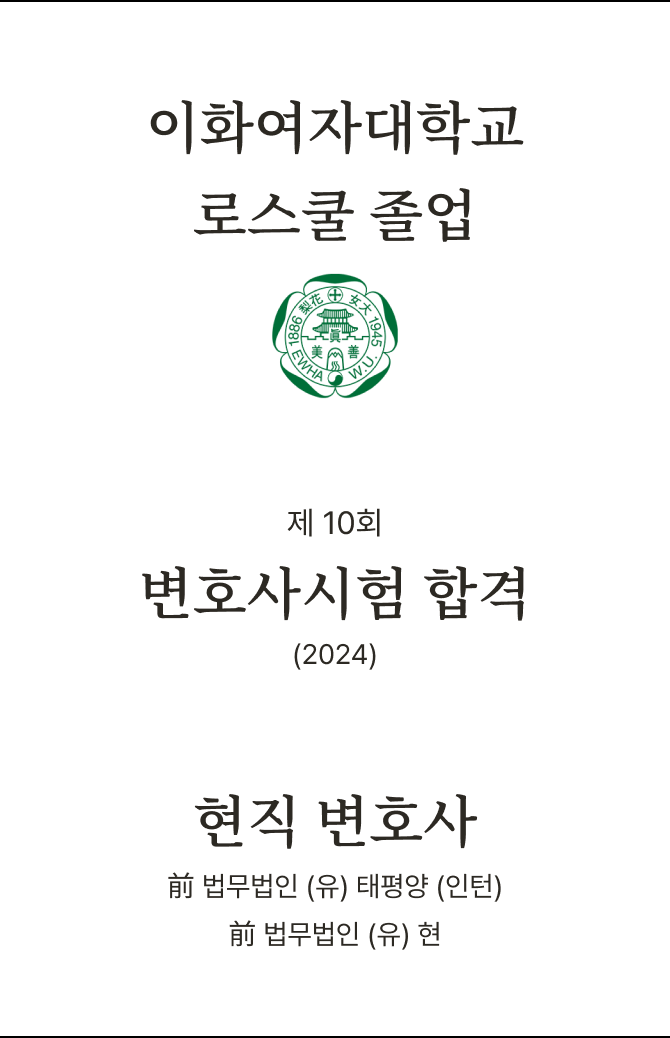 이화여자대학교
로스쿨 졸업
梨花 女大
1886 1945
眞
美 善
EWHA W.U.
제 10회
변호사시험 합격
(2024)
현직 변호사
前 법무법인 (유) 태평양 (인턴)
前 법무법인 (유) 현